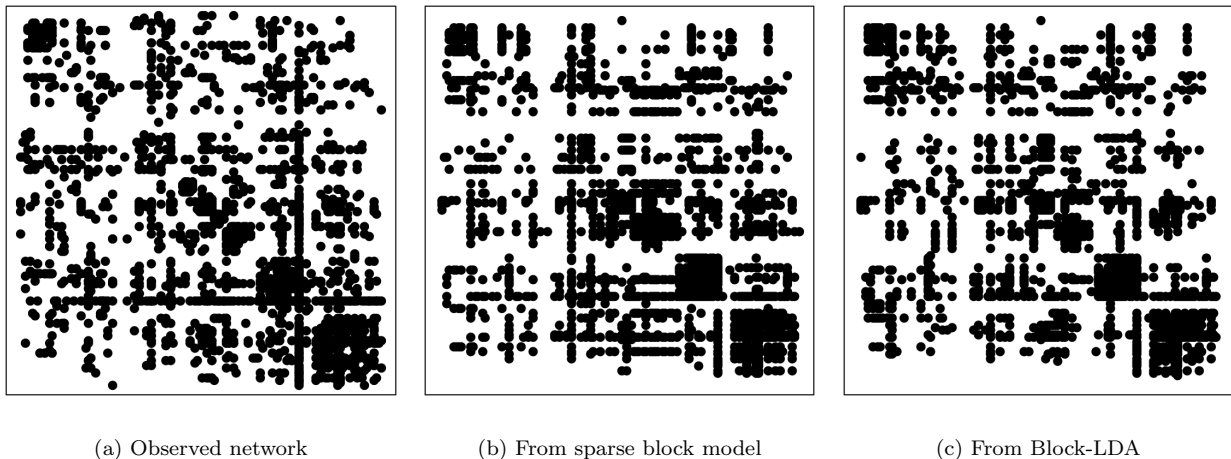 (a) Observed network
(b) From sparse block model
(c) From Block-LDA